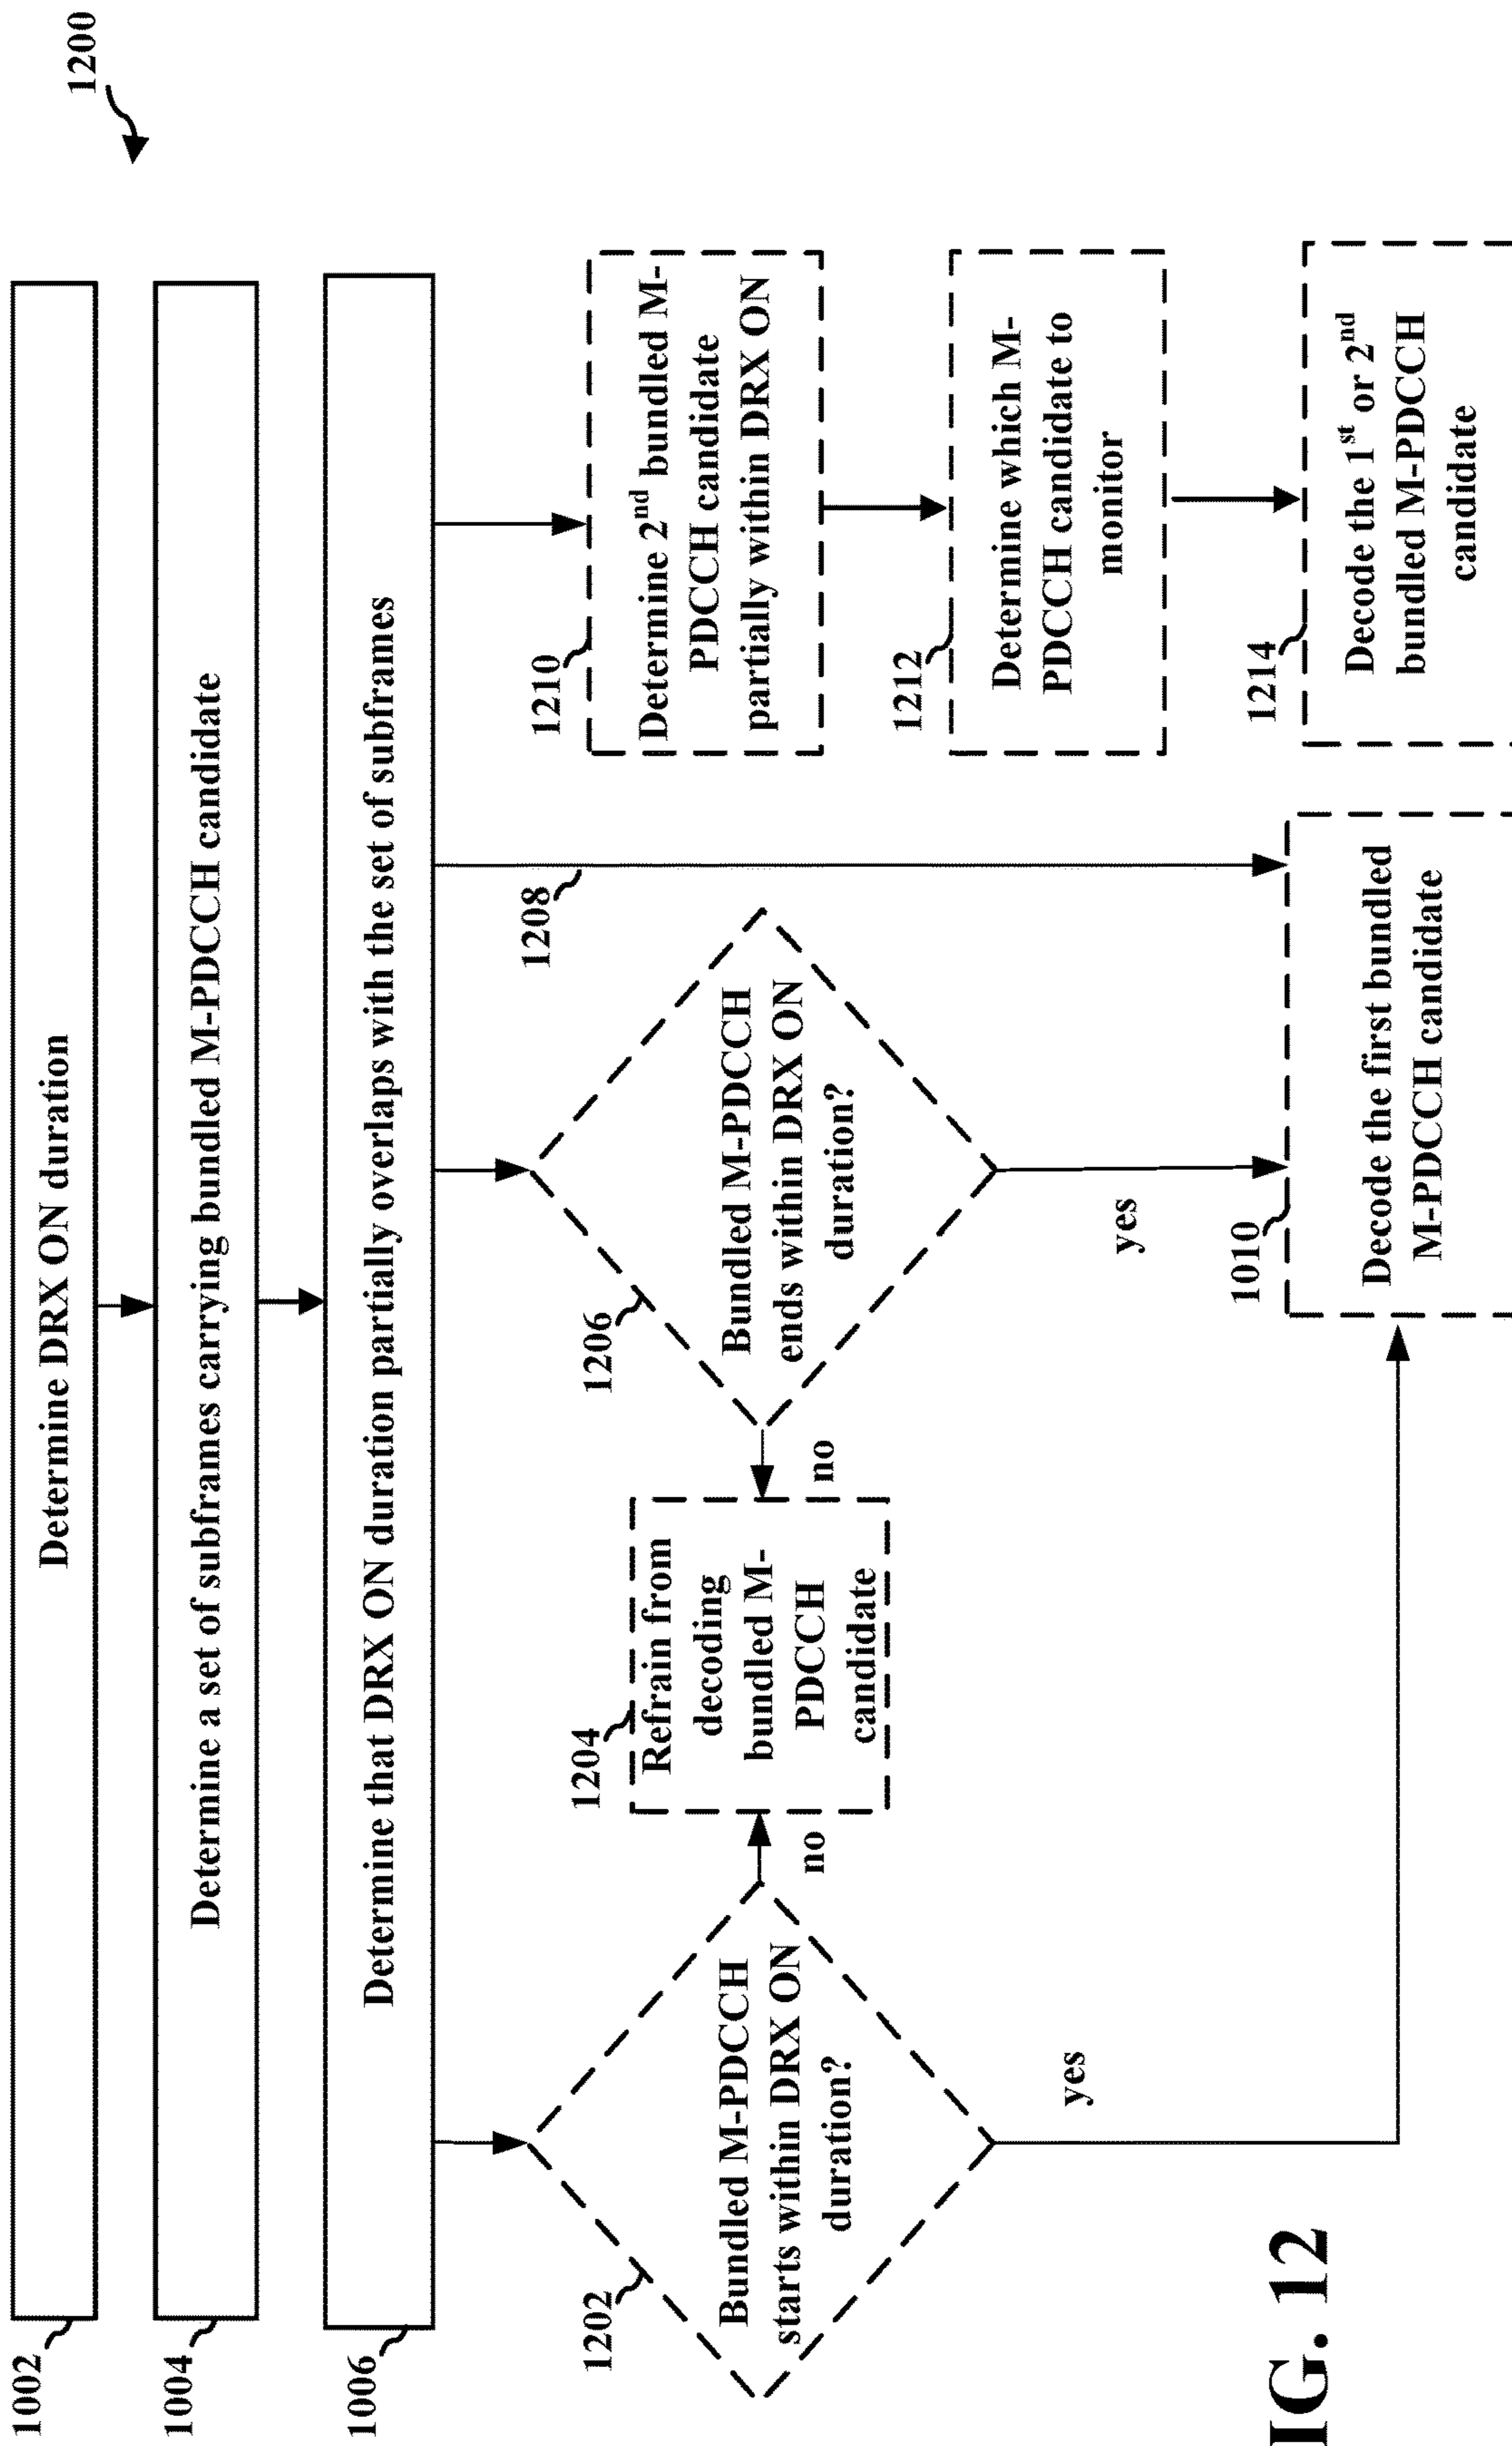 1200
1002
Determine DRX ON duration
1004
Determine a set of subframes carrying bundled M-PDCCH candidate
1006
Determine that DRX ON duration partially overlaps with the set of subframes
1202
Bundled M-PDCCH
starts within DRX ON
duration?
no
yes
1204
Refrain from
decoding
bundled M-
PDCCH
candidate
1206
Bundled M-PDCCH
ends within DRX ON
duration?
no
yes
1208
1210
Determine 2nd bundled M-
PDCCH candidate
partially within DRX ON
1212
Determine which M-
PDCCH candidate to
monitor
1214
Decode the 1st or 2nd
bundled M-PDCCH
candidate
1010
Decode the first bundled
M-PDCCH candidate
IG. 12